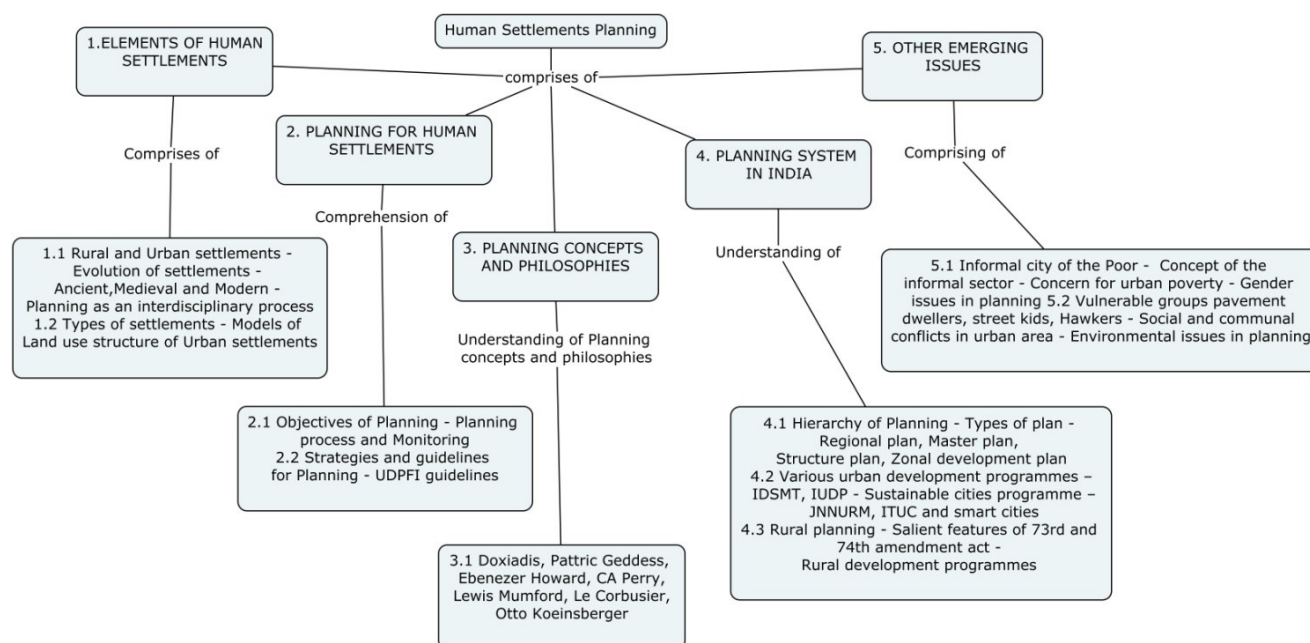 Human Settlements Planning
comprises of
1.ELEMENTS OF HUMAN
SETTLEMENTS
Comprises of
1.1 Rural and Urban settlements -
Evolution of settlements -
Ancient,Medieval and Modern -
Planning as an interdisciplinary process
1.2 Types of settlements - Models of
Land use structure of Urban settlements
2. PLANNING FOR HUMAN
SETTLEMENTS
Comprehension of
2.1 Objectives of Planning - Planning
process and Monitoring
2.2 Strategies and guidelines
for Planning - UDPFI guidelines
3. PLANNING CONCEPTS
AND PHILOSOPHIES
Understanding of Planning
concepts and philosophies
3.1 Doxiadis, Pattric Geddess,
Ebenezer Howard, CA Perry,
Lewis Mumford, Le Corbusier,
Otto Koeinsberger
4. PLANNING SYSTEM
IN INDIA
Understanding of
4.1 Hierarchy of Planning - Types of plan -
Regional plan, Master plan,
Structure plan, Zonal development plan
4.2 Various urban development programmes –
IDSMT, IUDP - Sustainable cities programme –
JNNURM, ITUC and smart cities
4.3 Rural planning - Salient features of 73rd and
74th amendment act -
Rural development programmes
5. OTHER EMERGING
ISSUES
Comprising of
5.1 Informal city of the Poor - Concept of the
informal sector - Concern for urban poverty - Gender
issues in planning 5.2 Vulnerable groups pavement
dwellers, street kids, Hawkers - Social and communal
conflicts in urban area - Environmental issues in planning